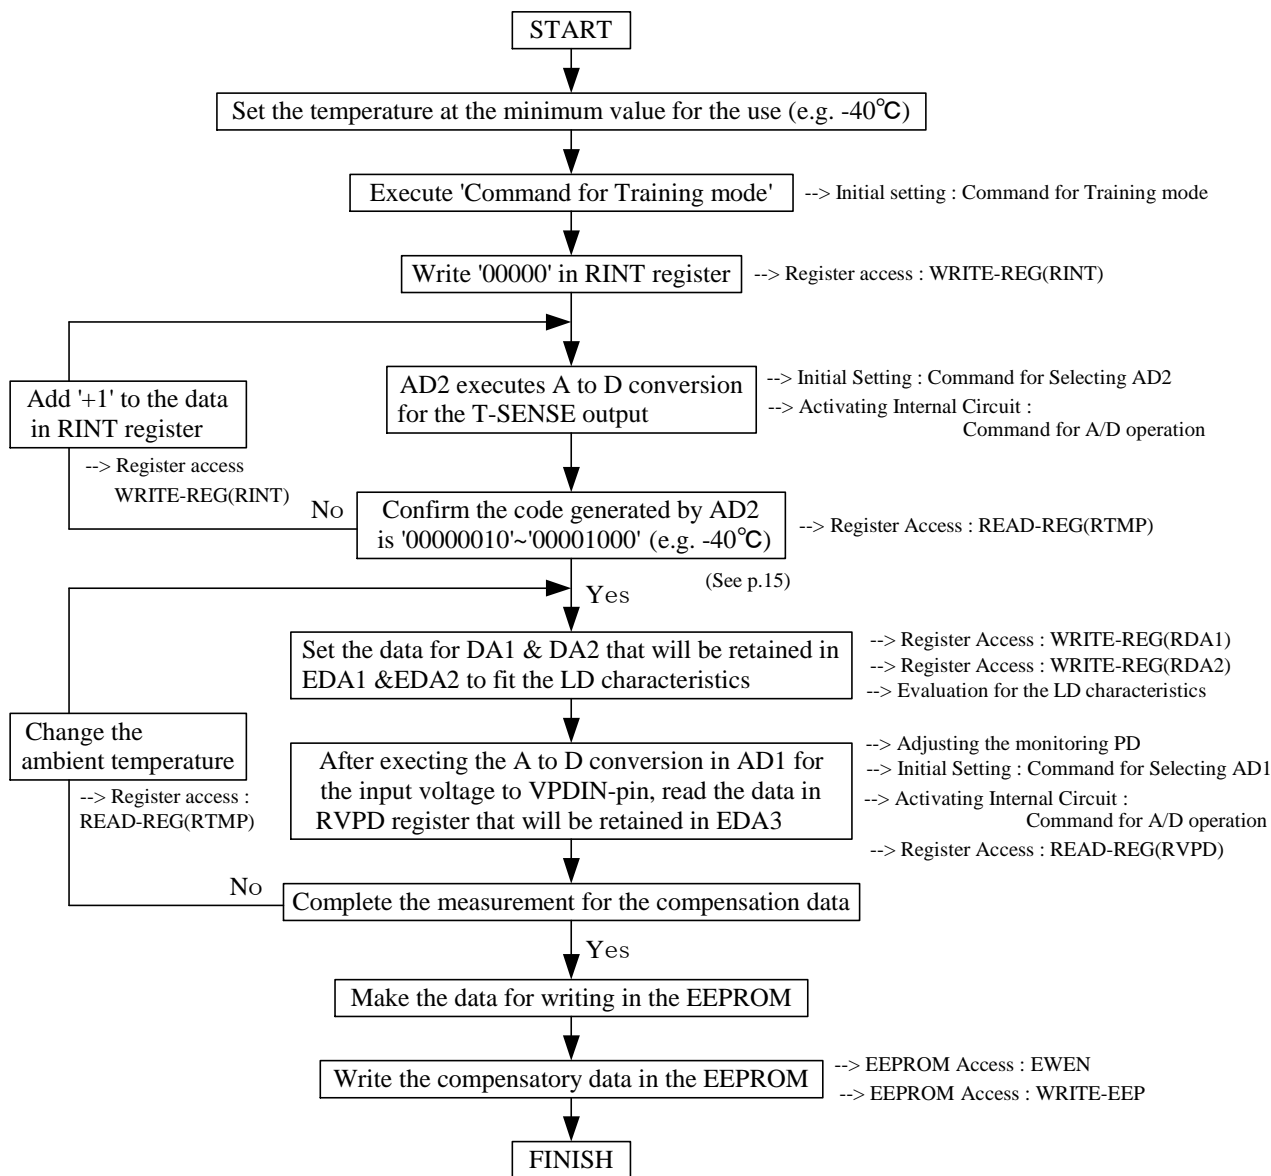 START
Set the temperature at the minimum value for the use (e.g. -40℃)
Execute 'Command for Training mode'
--> Initial setting : Command for Training mode
Write '00000' in RINT register
--> Register access : WRITE-REG(RINT)
Add '+1' to the data
in RINT register
--> Register access
WRITE-REG(RINT)
AD2 executes A to D conversion
for the T-SENSE output
--> Initial Setting : Command for Selecting AD2
--> Activating Internal Circuit :
Command for A/D operation
No
Confirm the code generated by AD2
is '00000010'~'00001000' (e.g. -40℃)
--> Register Access : READ-REG(RTMP)
(See p.15)
Yes
Set the data for DA1 & DA2 that will be retained in
EDA1 &EDA2 to fit the LD characteristics
--> Register Access : WRITE-REG(RDA1)
--> Register Access : WRITE-REG(RDA2)
--> Evaluation for the LD characteristics
Change the
ambient temperature
--> Register access :
READ-REG(RTMP)
After execting the A to D conversion in AD1 for
the input voltage to VPDIN-pin, read the data in
RVPD register that will be retained in EDA3
--> Adjusting the monitoring PD
--> Initial Setting : Command for Selecting AD1
--> Activating Internal Circuit :
Command for A/D operation
--> Register Access : READ-REG(RVPD)
No
Complete the measurement for the compensation data
Yes
Make the data for writing in the EEPROM
Write the compensatory data in the EEPROM
--> EEPROM Access : EWEN
--> EEPROM Access : WRITE-EEP
FINISH